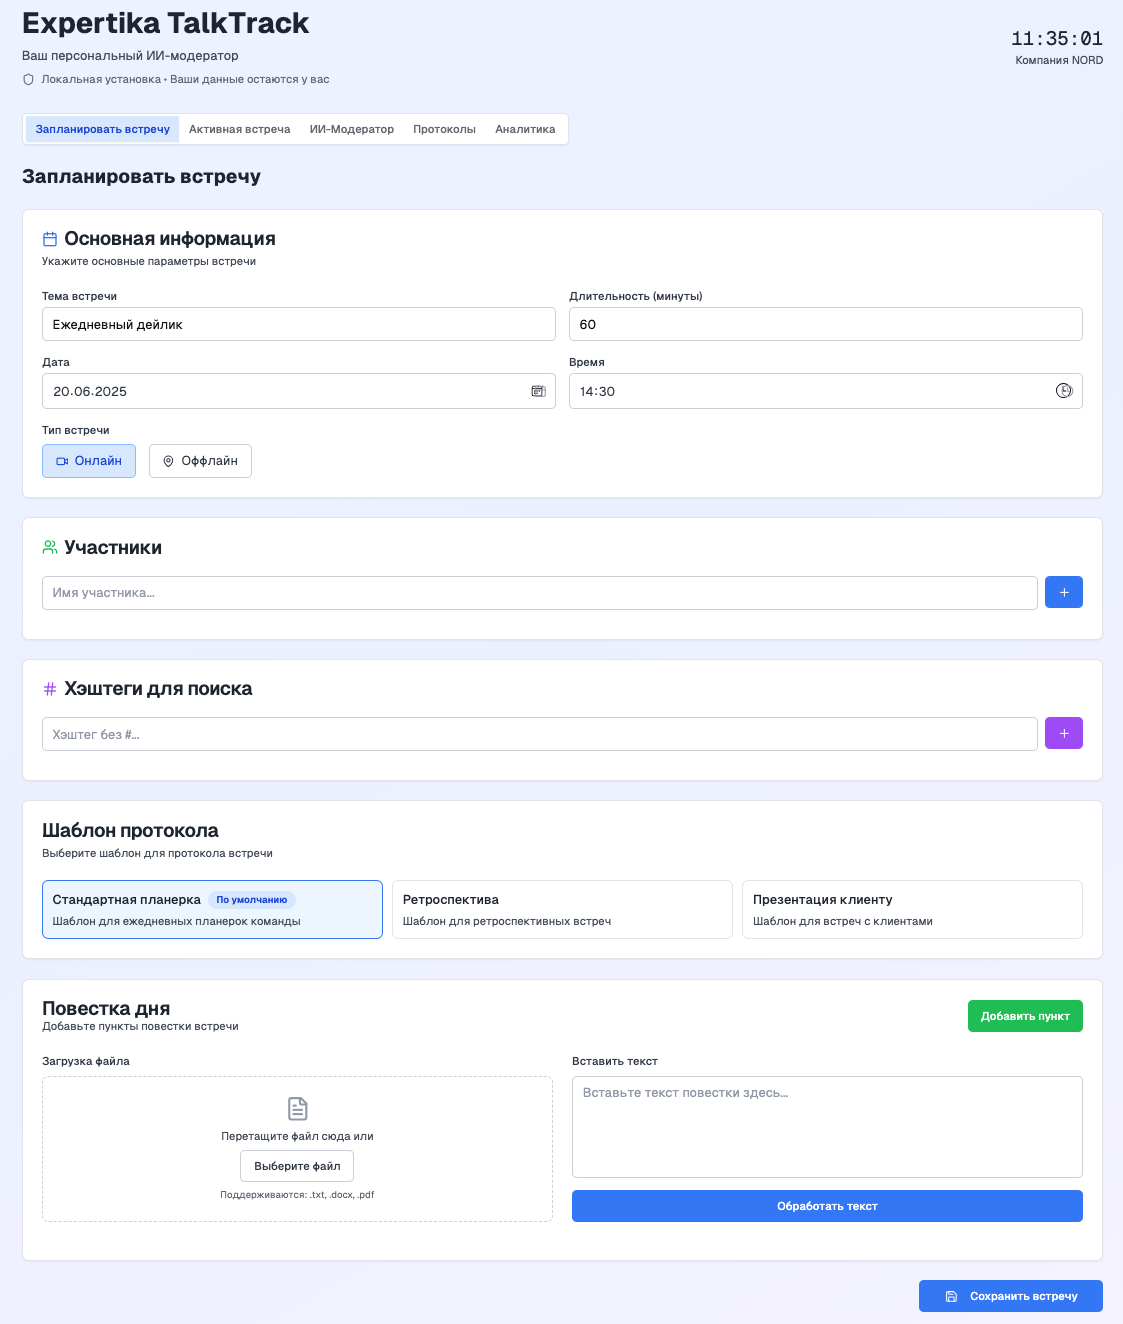 Expertika TalkTrack
Ваш персональный ИИ-модератор
Локальная установка • Ваши данные остаются у вас
11:35:01
Компания NORD
Запланировать встречу Активная встреча ИИ-Модератор Протоколы Аналитика
Запланировать встречу
Основная информация
Укажите основные параметры встречи
Тема встречи
Ежедневный дейлик
Длительность (минуты)
60
Дата
20.06.2025
Время
14:30
Тип встречи
Онлайн Оффлайн
Участники
Имя участника...
+
# Хэштеги для поиска
Хэштег без #...
+
Шаблон протокола
Выберите шаблон для протокола встречи
Стандартная планерка По умолчанию
Шаблон для ежедневных планерок команды
Ретроспектива
Шаблон для ретроспективных встреч
Презентация клиенту
Шаблон для встреч с клиентами
Повестка дня
Добавьте пункты повестки встречи
Добавить пункт
Загрузка файла
Перетащите файл сюда или
Выберите файл
Поддерживаются: .txt, .docx, .pdf
Вставить текст
Вставьте текст повестки здесь...
Обработать текст
Сохранить встречу